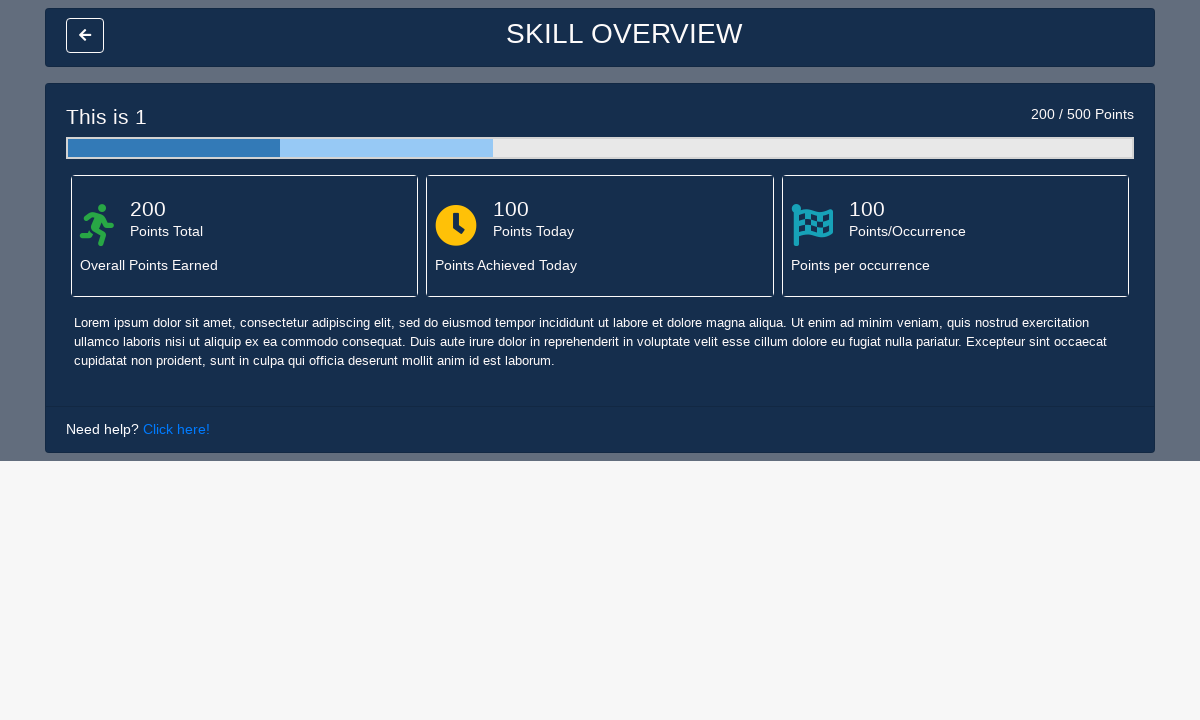 SKILL OVERVIEW
This is 1
200 / 500 Points
200
Points Total
Overall Points Earned
100
Points Today
Points Achieved Today
100
Points/Occurrence
Points per occurrence
Lorem ipsum dolor sit amet, consectetur adipiscing elit, sed do eiusmod tempor incididunt ut labore et dolore magna aliqua. Ut enim ad minim veniam, quis nostrud exercitation
ullamco laboris nisi ut aliquip ex ea commodo consequat. Duis aute irure dolor in reprehenderit in voluptate velit esse cillum dolore eu fugiat nulla pariatur. Excepteur sint occaecat
cupidatat non proident, sunt in culpa qui officia deserunt mollit anim id est laborum.
Need help? Click here!